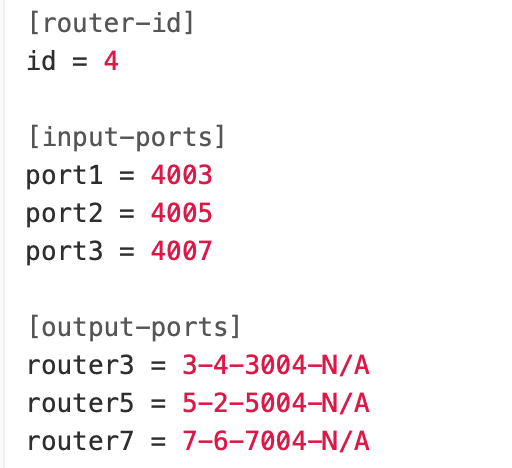 [router-id]
id = 4
[input-ports]
port1 = 4003
port2 = 4005
port3 = 4007
[output-ports]
router3 = 3-4-3004-N/A
router5 = 5-2-5004-N/A
router7 = 7-6-7004-N/A